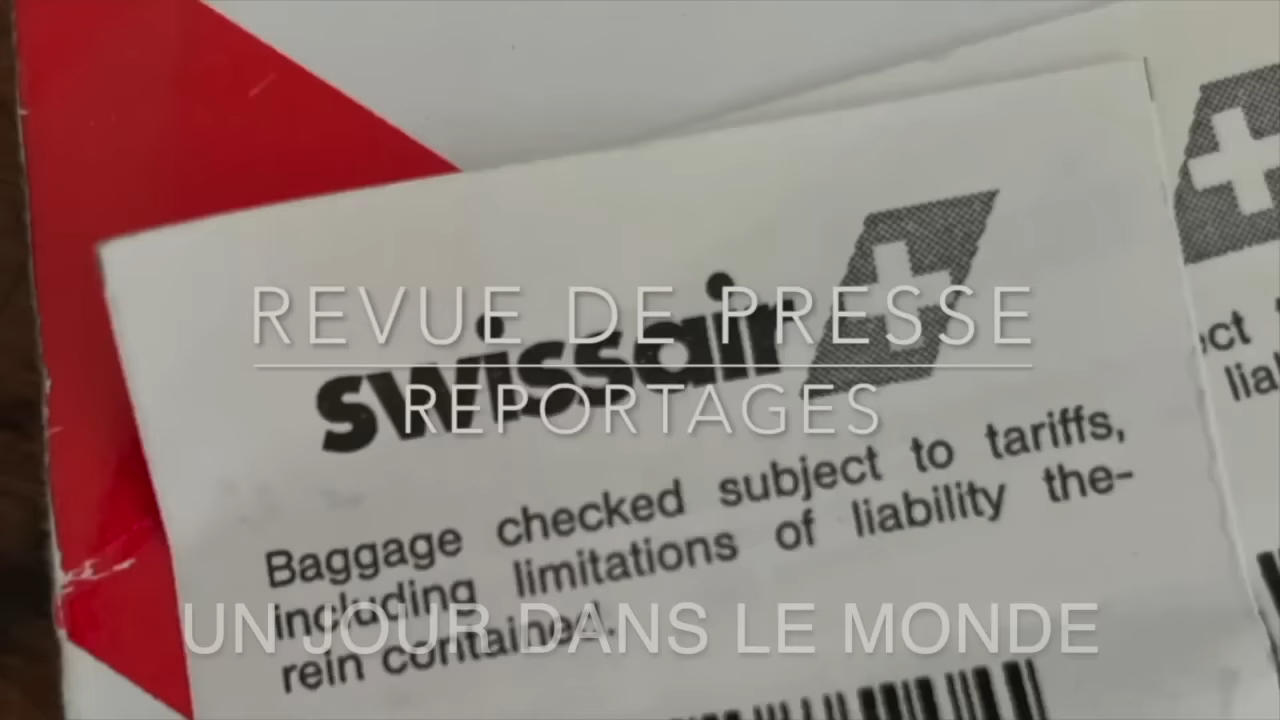 REVUE DE PRESSE
REPORTAGES
swissair
Baggage checked subject to tariffs,
including limitations of liability the-
rein contained.
UN JOUR DANS LE MONDE
ct
lia